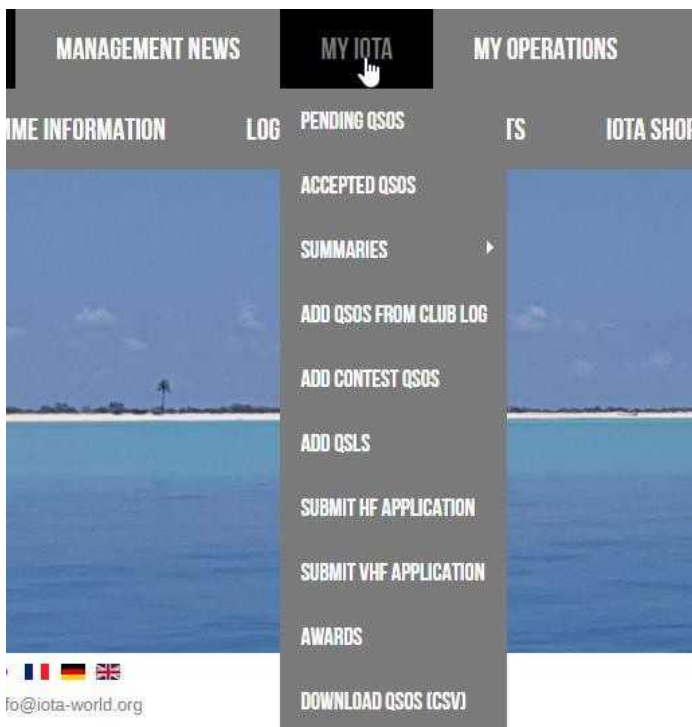 MANAGEMENT NEWS MY IOTA MY OPERATIONS
INFORMATION LOG TS IOTA
PENDING QSOS
ACCEPTED QSOS
SUMMARIES
ADD QSOS FROM CLUB LOG
ADD CONTEST QSOS
ADD QSLS
SUBMIT HF APPLICATION
SUBMIT VHF APPLICATION
AWARDS
DOWNLOAD QSOS (CSV)
fo@iota-world.org